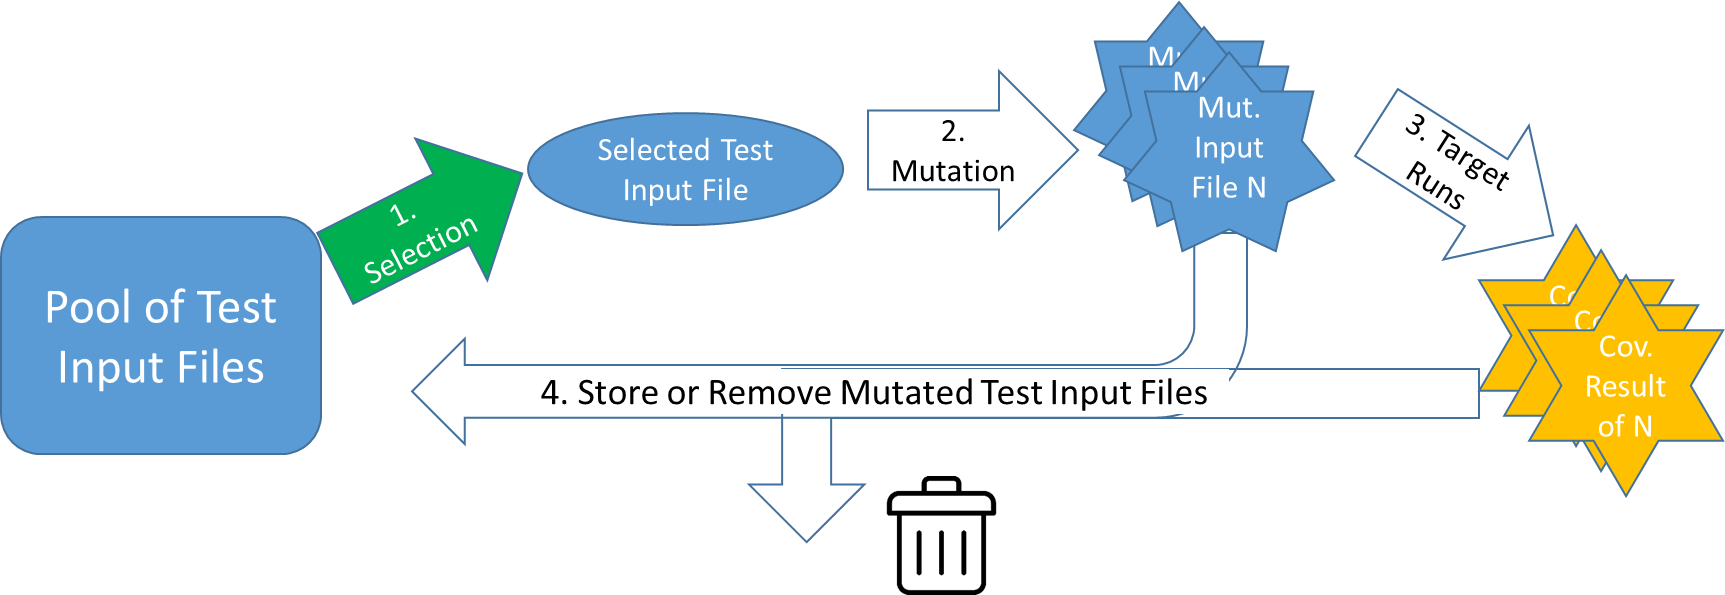 Pool of Test
Input Files
1.
Selection
Selected Test
Input File
2.
Mutation
Mut.
Input
File N
3. Target
Runs
Cov.
Result
of N
4. Store or Remove Mutated Test Input Files